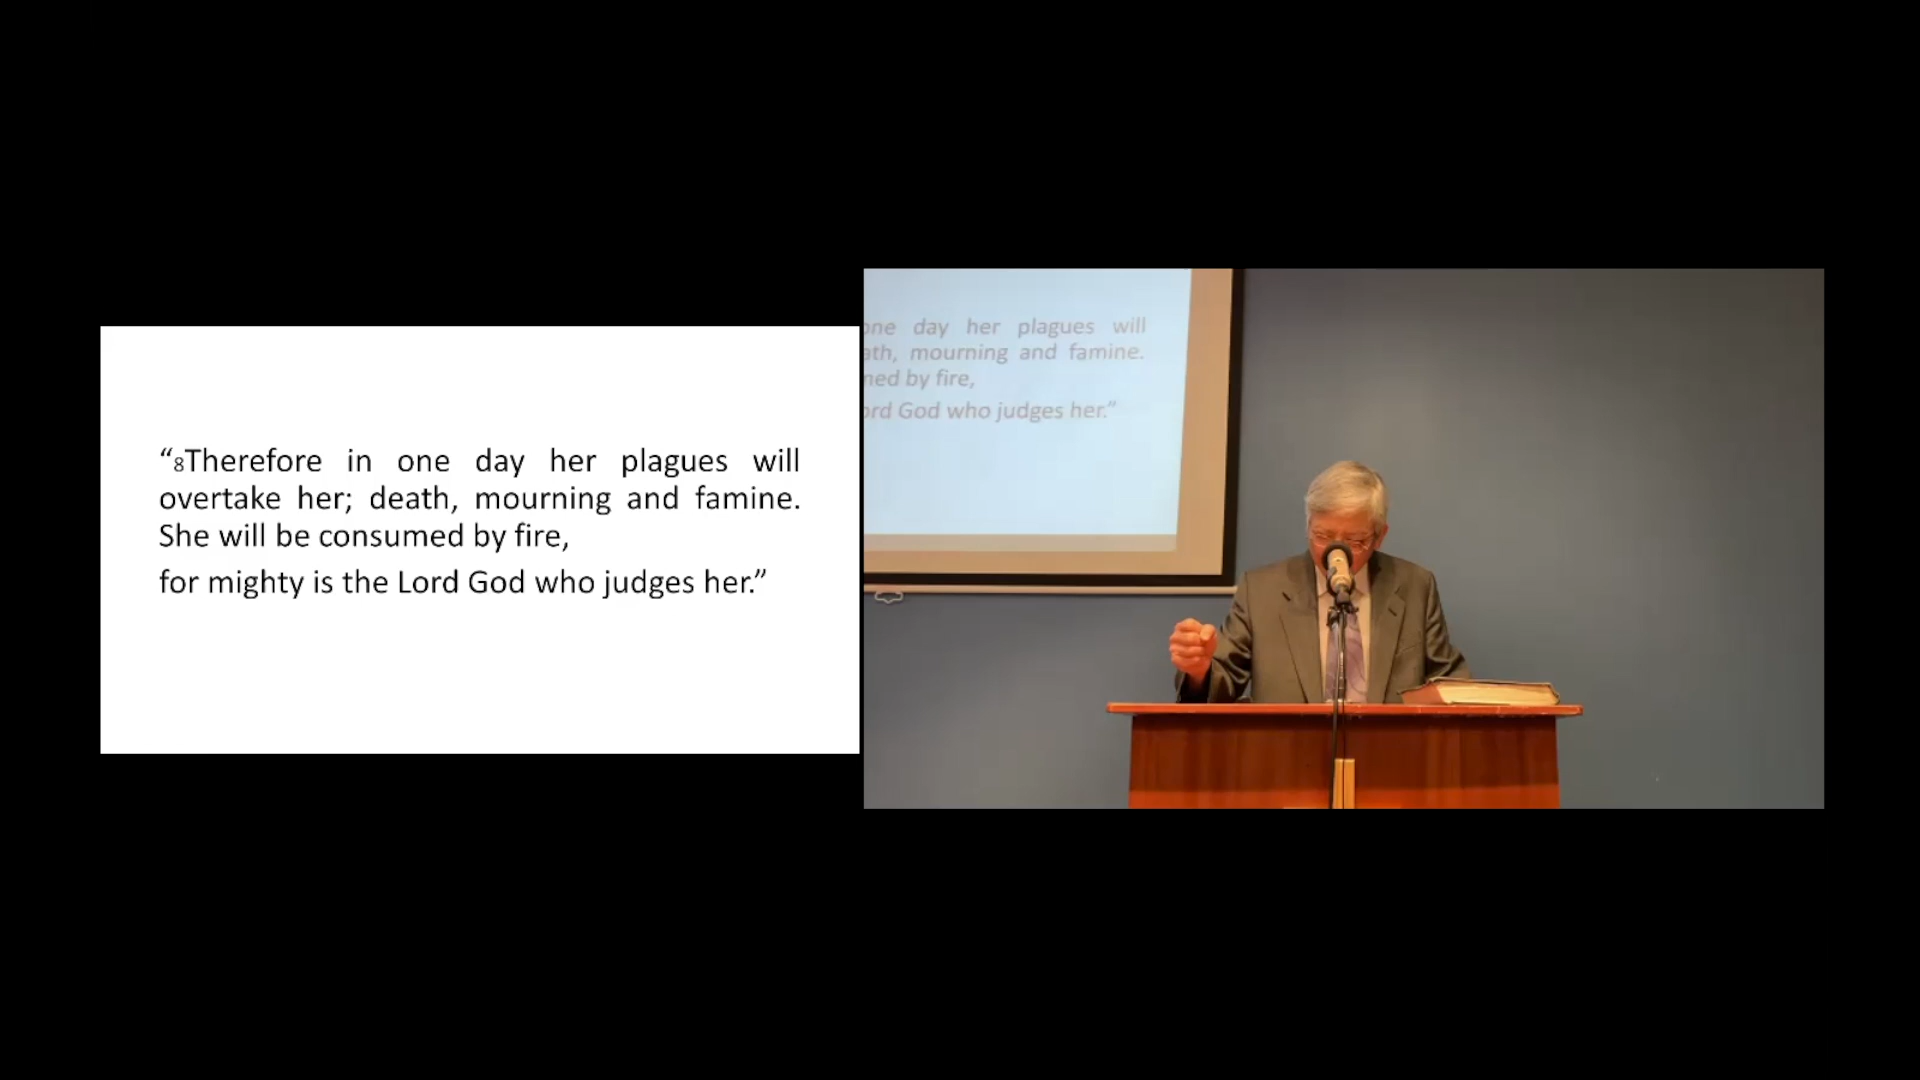 “8Therefore in one day her plagues will
overtake her; death, mourning and famine.
She will be consumed by fire,
for mighty is the Lord God who judges her.”
one day her plagues will
ath, mourning and famine.
ned by fire,
ord God who judges her.”